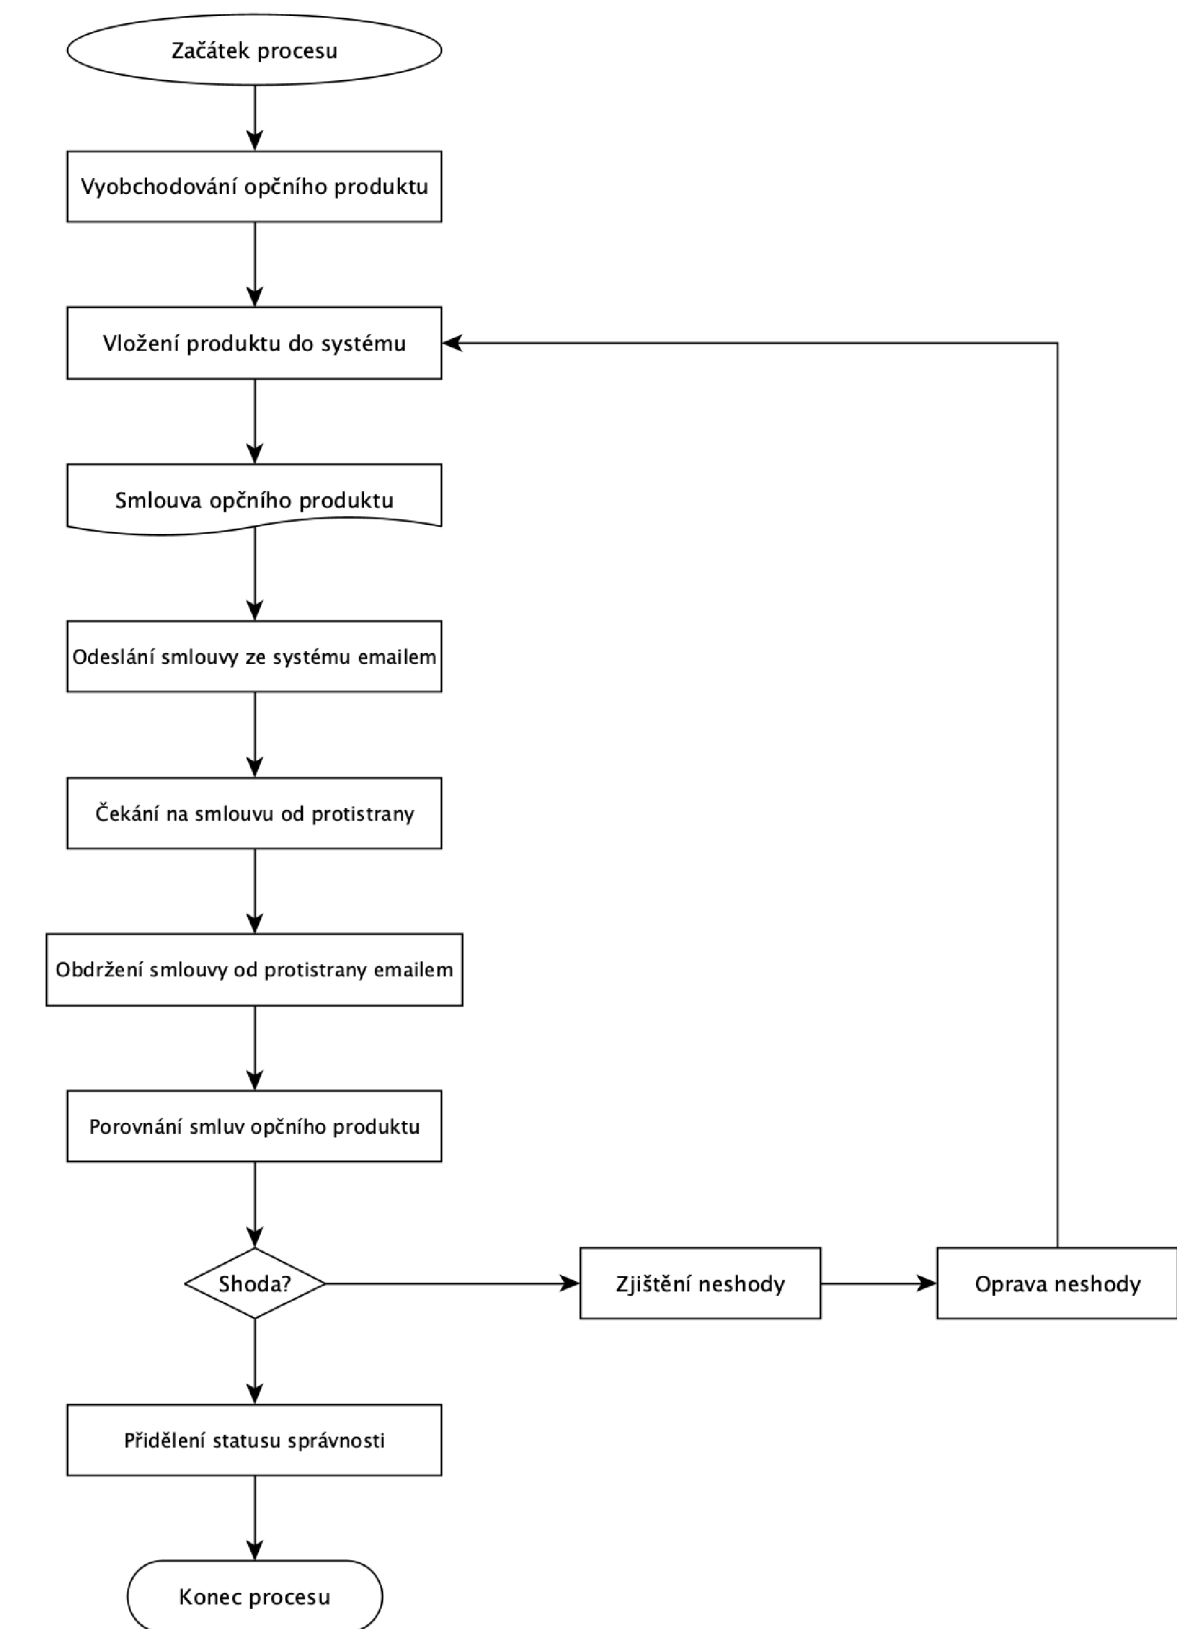 Začátek procesu
Vyobchodování opčního produktu
Vložení produktu do systému
Smlouva opčního produktu
Odeslání smlouvy ze systému emailem
Čekání na smlouvu od protistrany
Obdržení smlouvy od protistrany emailem
Porovnání smluv opčního produktu
Shoda?
Zjištění neshody
Oprava neshody
Přidělení statusu správnosti
Konec procesu